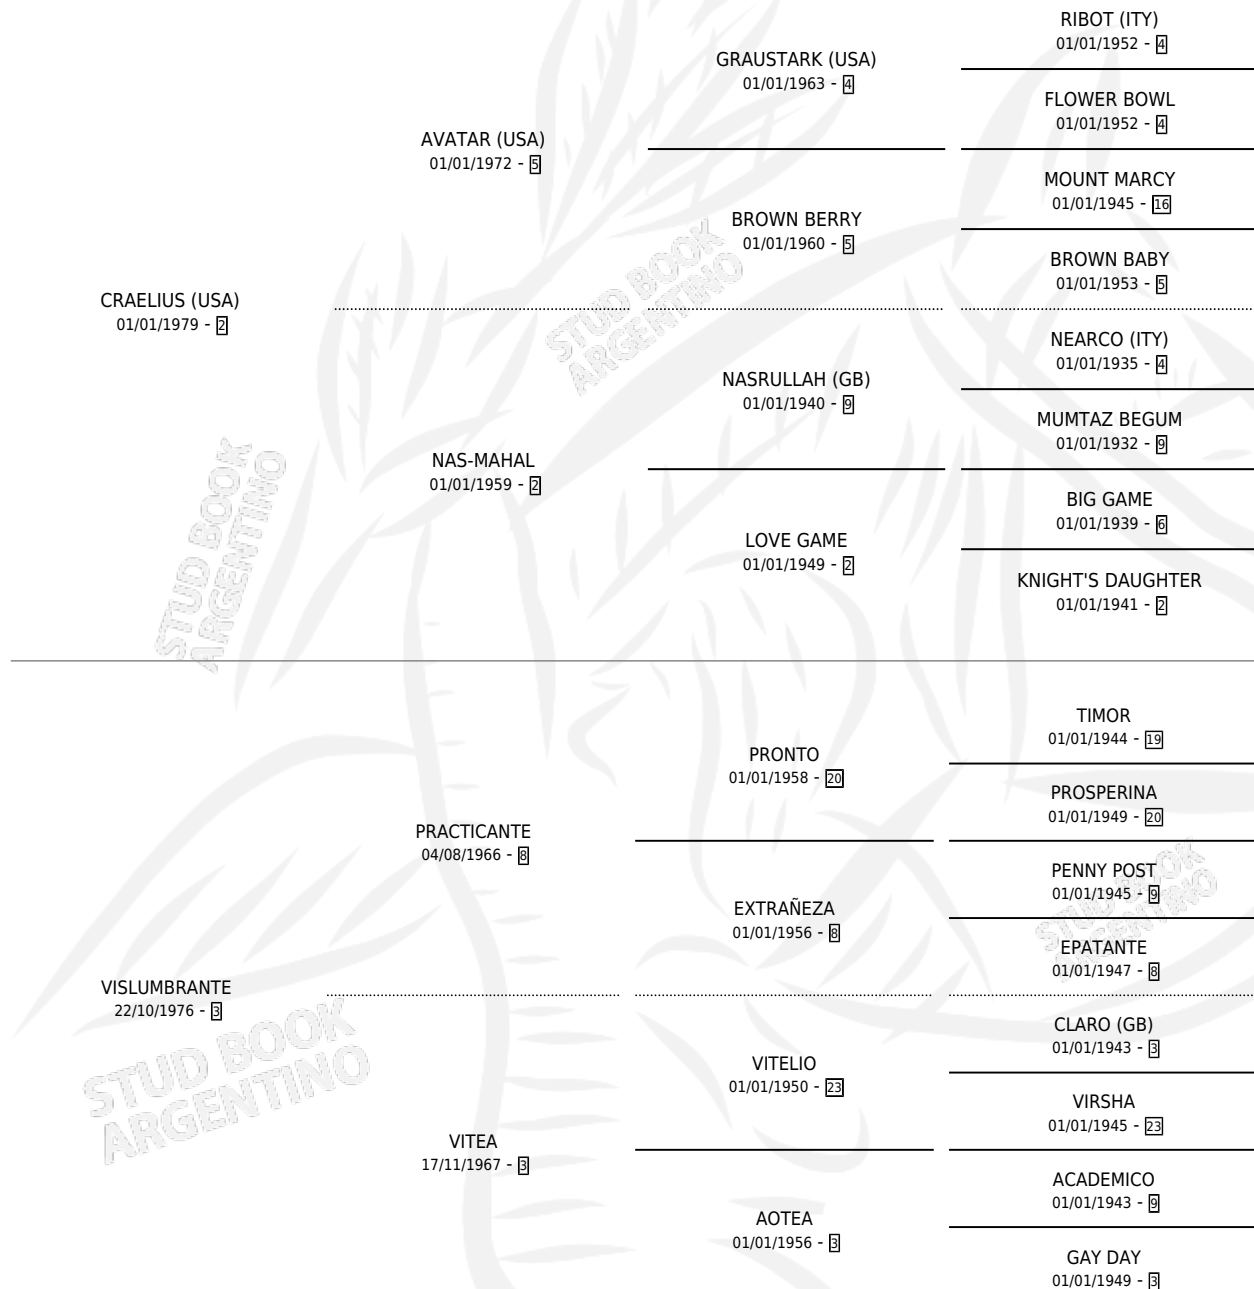 RIBOT (ITY)
01/01/1952 - 4
GRAUSTARK (USA)
01/01/1963 - 4
FLOWER BOWL
01/01/1952 - 4
AVATAR (USA)
01/01/1972 - 5
MOUNT MARCY
01/01/1945 - 16
BROWN BERRY
01/01/1960 - 5
BROWN BABY
01/01/1953 - 5
CRAELIUS (USA)
01/01/1979 - 2
NEARCO (ITY)
01/01/1935 - 4
NASRULLAH (GB)
01/01/1940 - 9
MUMTAZ BEGUM
01/01/1932 - 9
NAS-MAHAL
01/01/1959 - 2
BIG GAME
01/01/1939 - 6
LOVE GAME
01/01/1949 - 2
KNIGHT'S DAUGHTER
01/01/1941 - 2
TIMOR
01/01/1944 - 19
PRONTO
01/01/1958 - 20
PROSPERINA
01/01/1949 - 20
PRACTICANTE
04/08/1966 - 8
PENNY POST
01/01/1945 - 9
EXTRAÑEZA
01/01/1956 - 8
EPATANTE
01/01/1947 - 8
VISLUMBRANTE
22/10/1976 - 3
CLARO (GB)
01/01/1943 - 3
VITELIO
01/01/1950 - 23
VIRSHA
01/01/1945 - 23
VITEA
17/11/1967 - 3
ACADEMICO
01/01/1943 - 9
AOTEA
01/01/1956 - 3
GAY DAY
01/01/1949 - 3
STUD BOOK
ARGENTINO
STUD BOOK
ARGENTINO
STUD BOOK
ARGENTINO
STUD BOOK
ARGENTINO